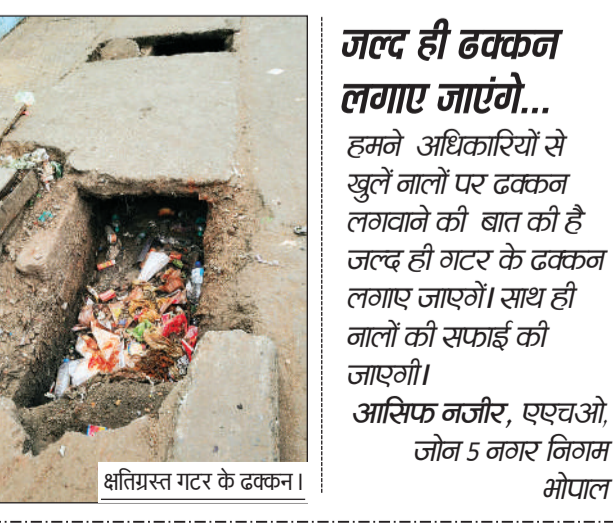 जल्द ही ढक्कन
लगाए जाएंगे...
हमने अधिकारियों से
खुलें नालों पर ढक्कन
लगवाने की बात की है
जल्द ही गटर के ढक्कन
लगाए जाएगें। साथ ही
नालों की सफाई की
जाएगी।
आसिफ नजीर, एएचओ,
जोन 5 नगर निगम
भोपाल
क्षतिग्रस्त गटर के ढक्कन।